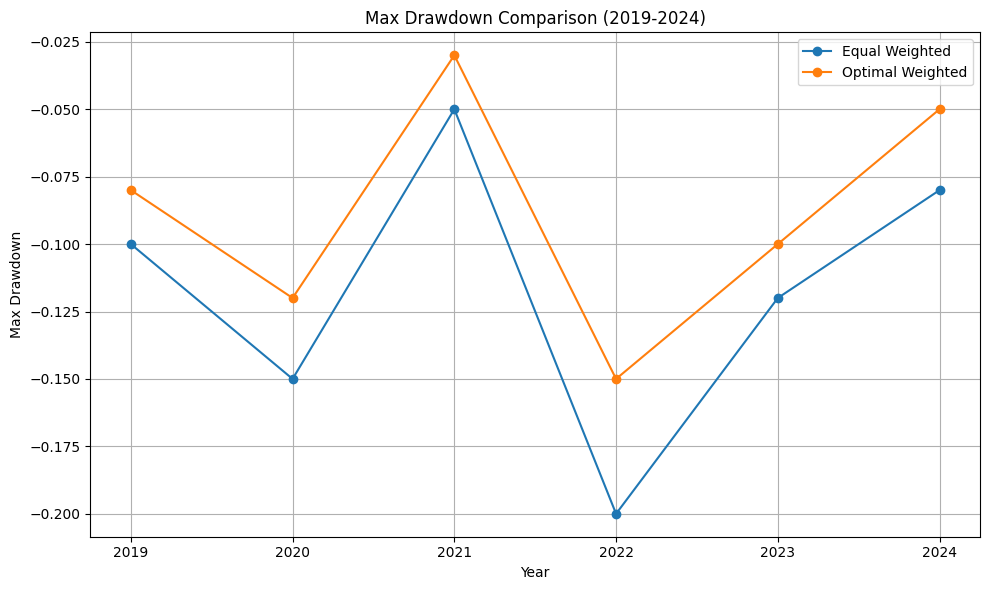 Max Drawdown Comparison (2019-2024)
Equal Weighted
Optimal Weighted
Max Drawdown
−0.025
−0.050
−0.075
−0.100
−0.125
−0.150
−0.175
−0.200
2019 2020 2021 2022 2023 2024
Year